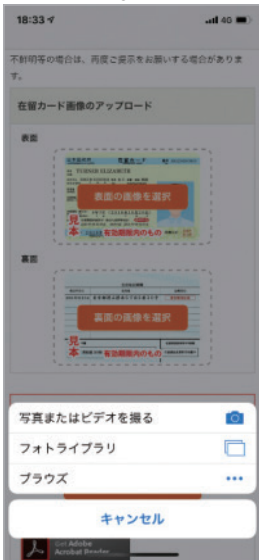 18:33
4G
不鮮明等の場合は、再度ご提示をお願いする場合がありま
す。
在留カード画像のアップロード
表面
表面の画像を選択
見本
有効期限内のもの
裏面
裏面の画像を選択
見本
有効期限内のもの
写真またはビデオを撮る
フォトライブラリ
ブラウズ
キャンセル
Get Adobe
Acrobat Reader